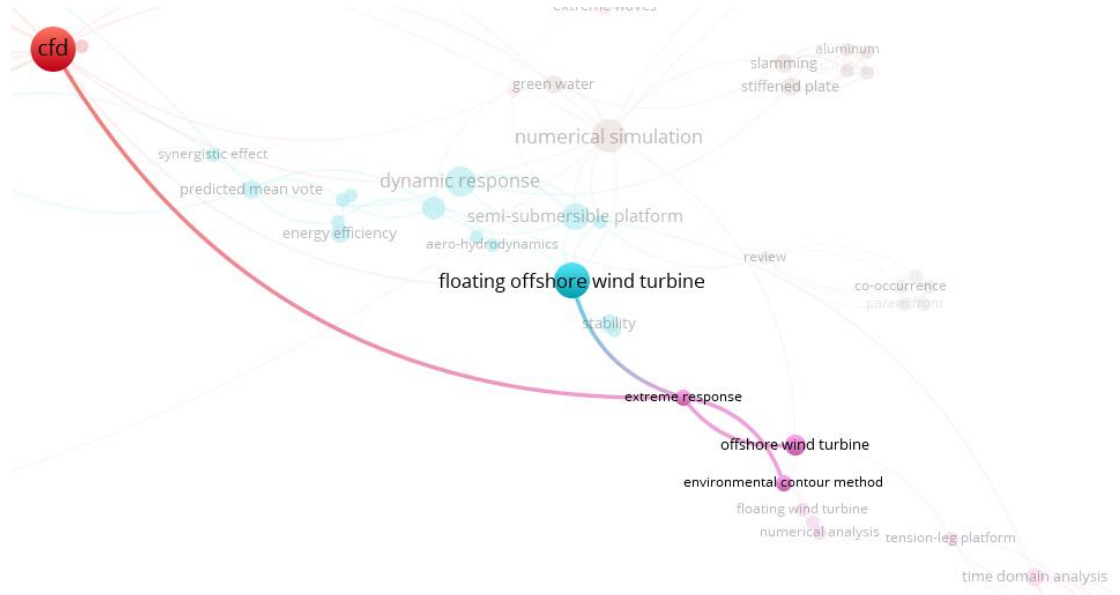 extreme waves
cfd
aluminum
slamming
green water
stiffened plate
numerical simulation
synergistic effect
dynamic response
predicted mean vote
semi-submersible platform
energy efficiency
aero-hydrodynamics
review
floating offshore wind turbine
co-occurrence
pareto front
stability
extreme response
offshore wind turbine
environmental contour method
floating wind turbine
numerical analysis
tension-leg platform
time domain analysis